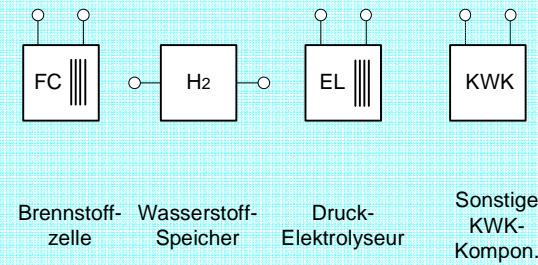 FC
H2
EL
KWK
Brennstoff-
zelle
Wasserstoff-
Speicher
Druck-
Elektrolyseur
Sonstige
KWK-
Kompon.